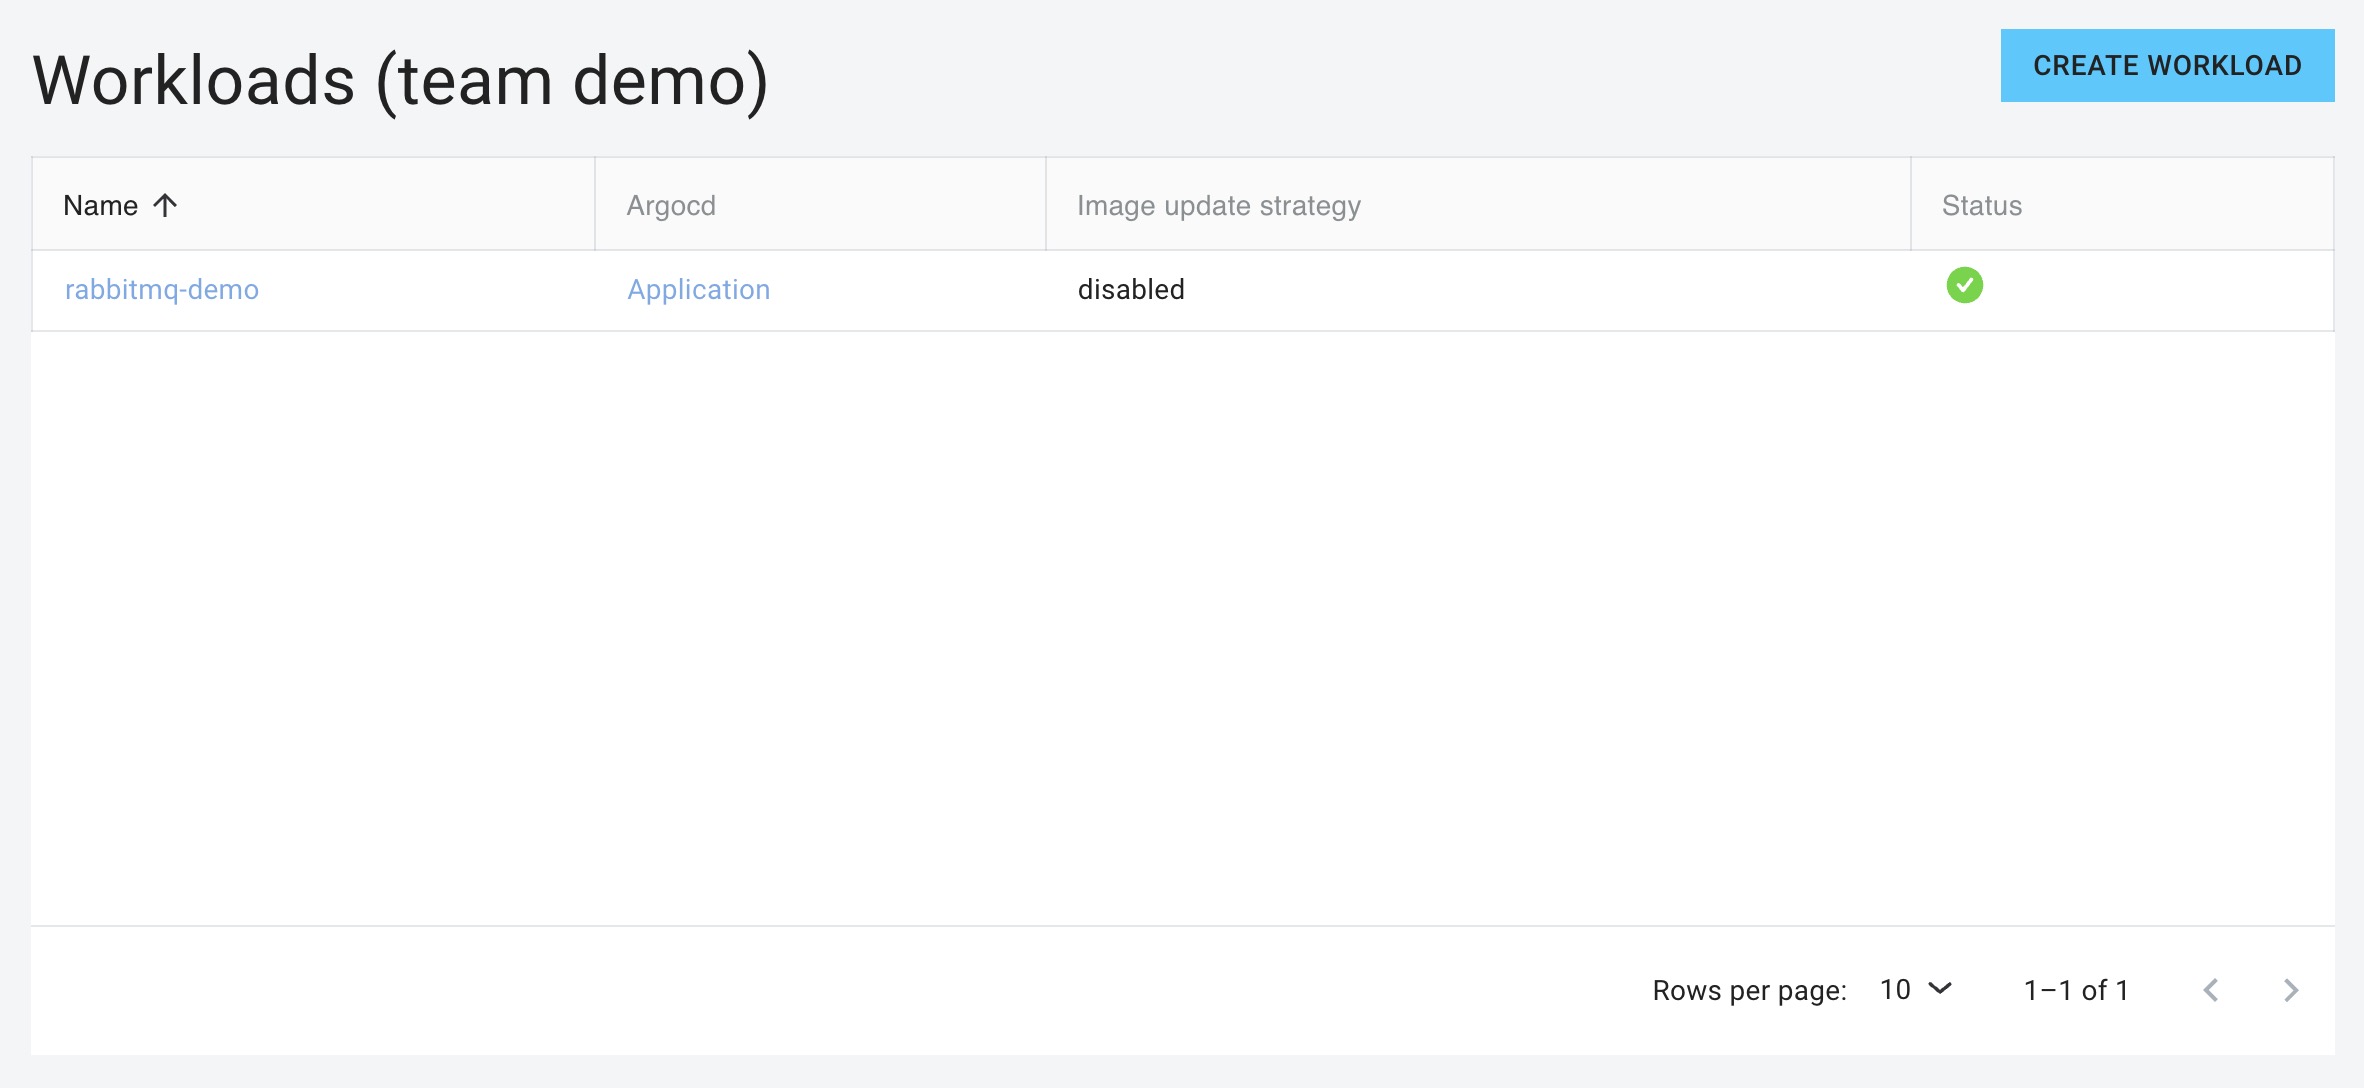 Workloads (team demo)
CREATE WORKLOAD
Name Argocd Image update strategy Status
rabbitmq-demo Application disabled
Rows per page: 10 1–1 of 1